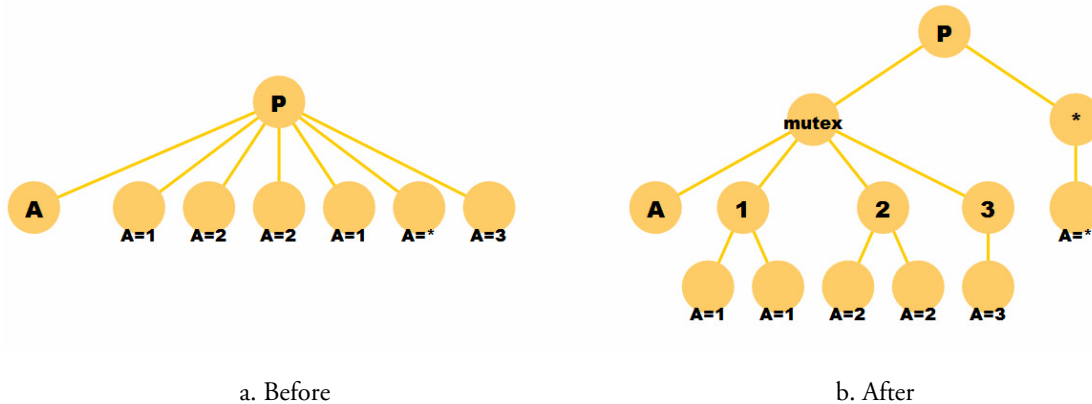 P
A
A=1
A=2
A=2
A=1
A=*
A=3
a. Before
P
mutex
*
A
1
2
3
A=*
A=1
A=1
A=2
A=2
A=3
b. After